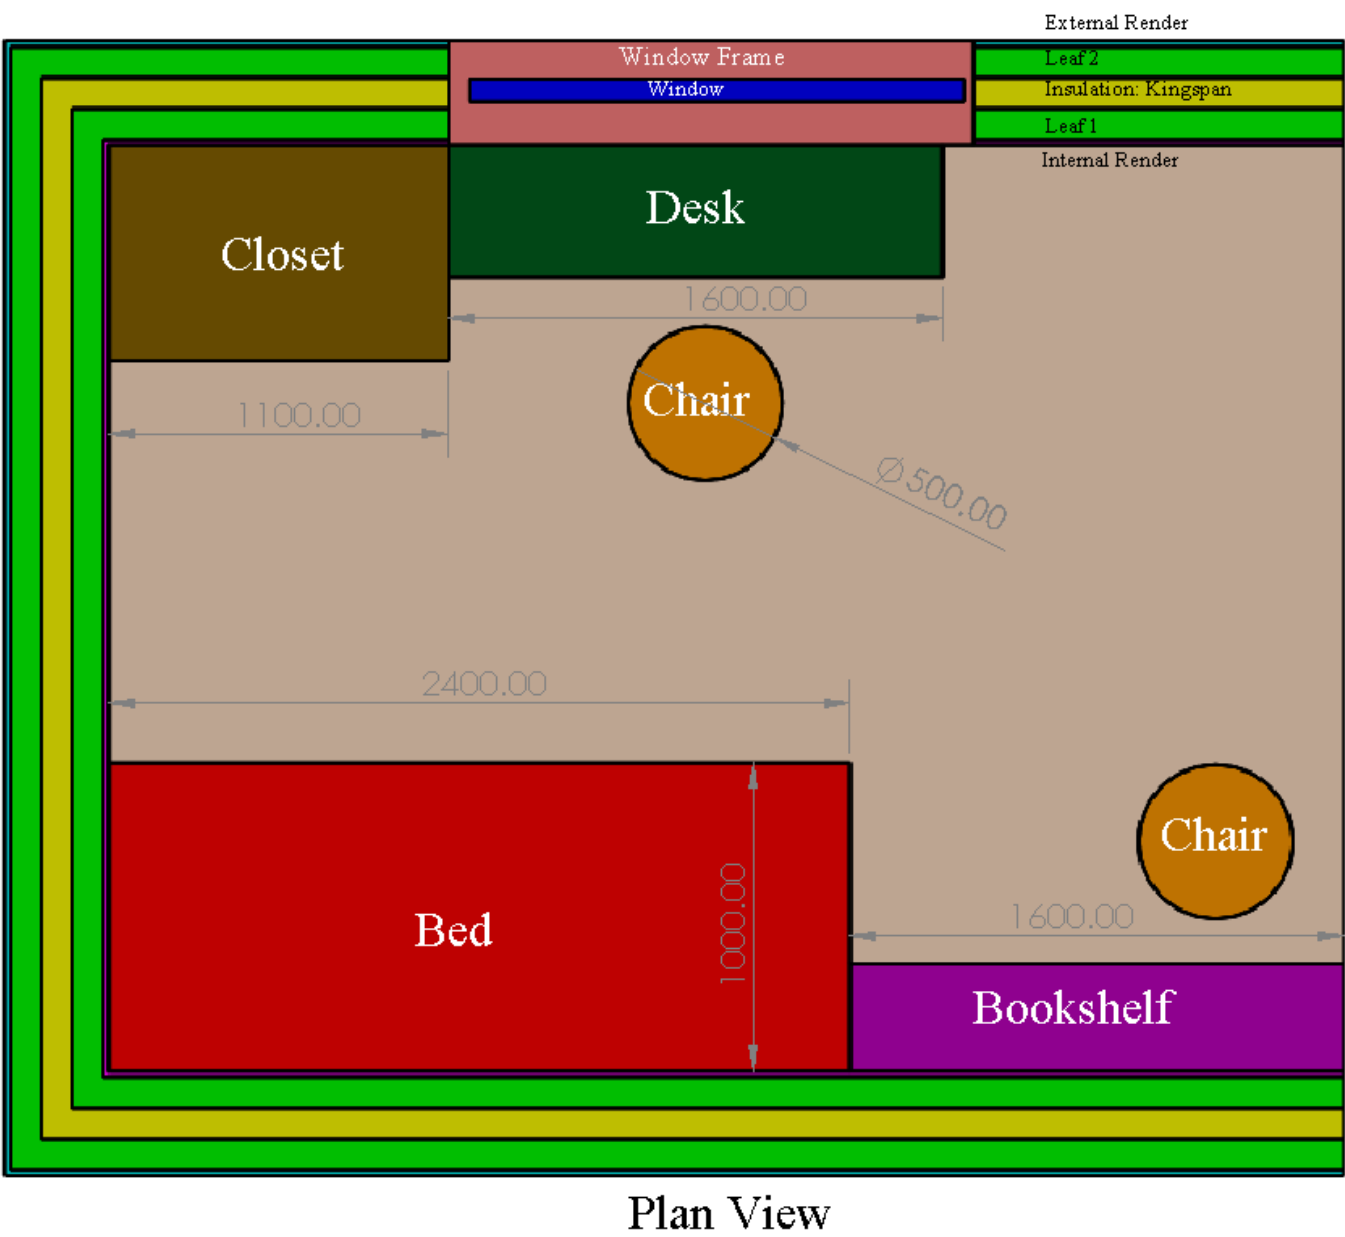 External Render
Window Frame
Leaf 2
Window
Insulation: Kingspan
Leaf 1
Internal Render
Desk
Closet
1600.00
Chair
1100.00
Ø500.00
2400.00
Chair
1000.00
1600.00
Bed
Bookshelf
Plan View